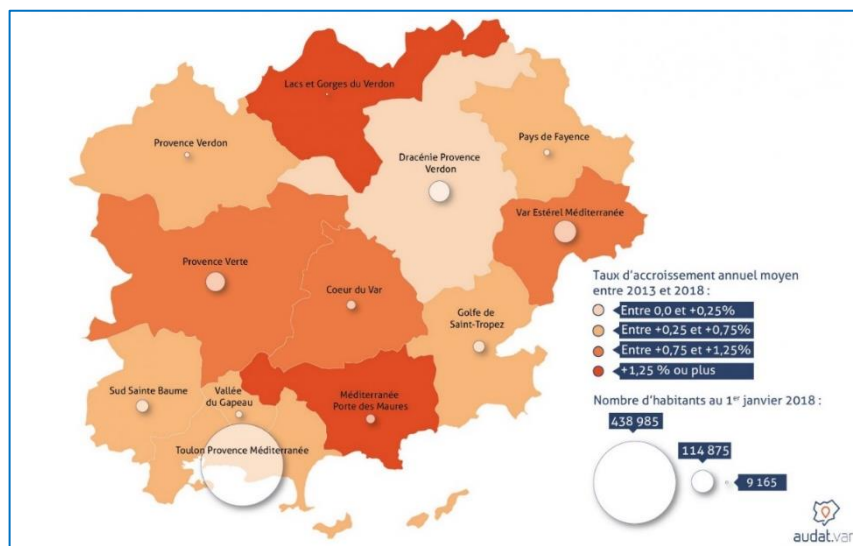 Lacs et Gorges du Verdon
Provence Verdon
Pays de Fayence
Dracénie Provence
Verdon
Var Estérel Méditerranée
Provence Verte
Coeur du Var
Golfe de
Saint-Tropez
Sud Sainte Baume
Vallée
du Gapeau
Méditerranée
Porte des Maures
Toulon Provence Méditerranée
Taux d'accroissement annuel moyen
entre 2013 et 2018 :
Entre 0,0 et +0,25%
Entre +0,25 et +0,75%
Entre +0,75 et +1,25%
+1,25 % ou plus
Nombre d'habitants au 1er janvier 2018 :
438 985
114 875
9 165
audat.var